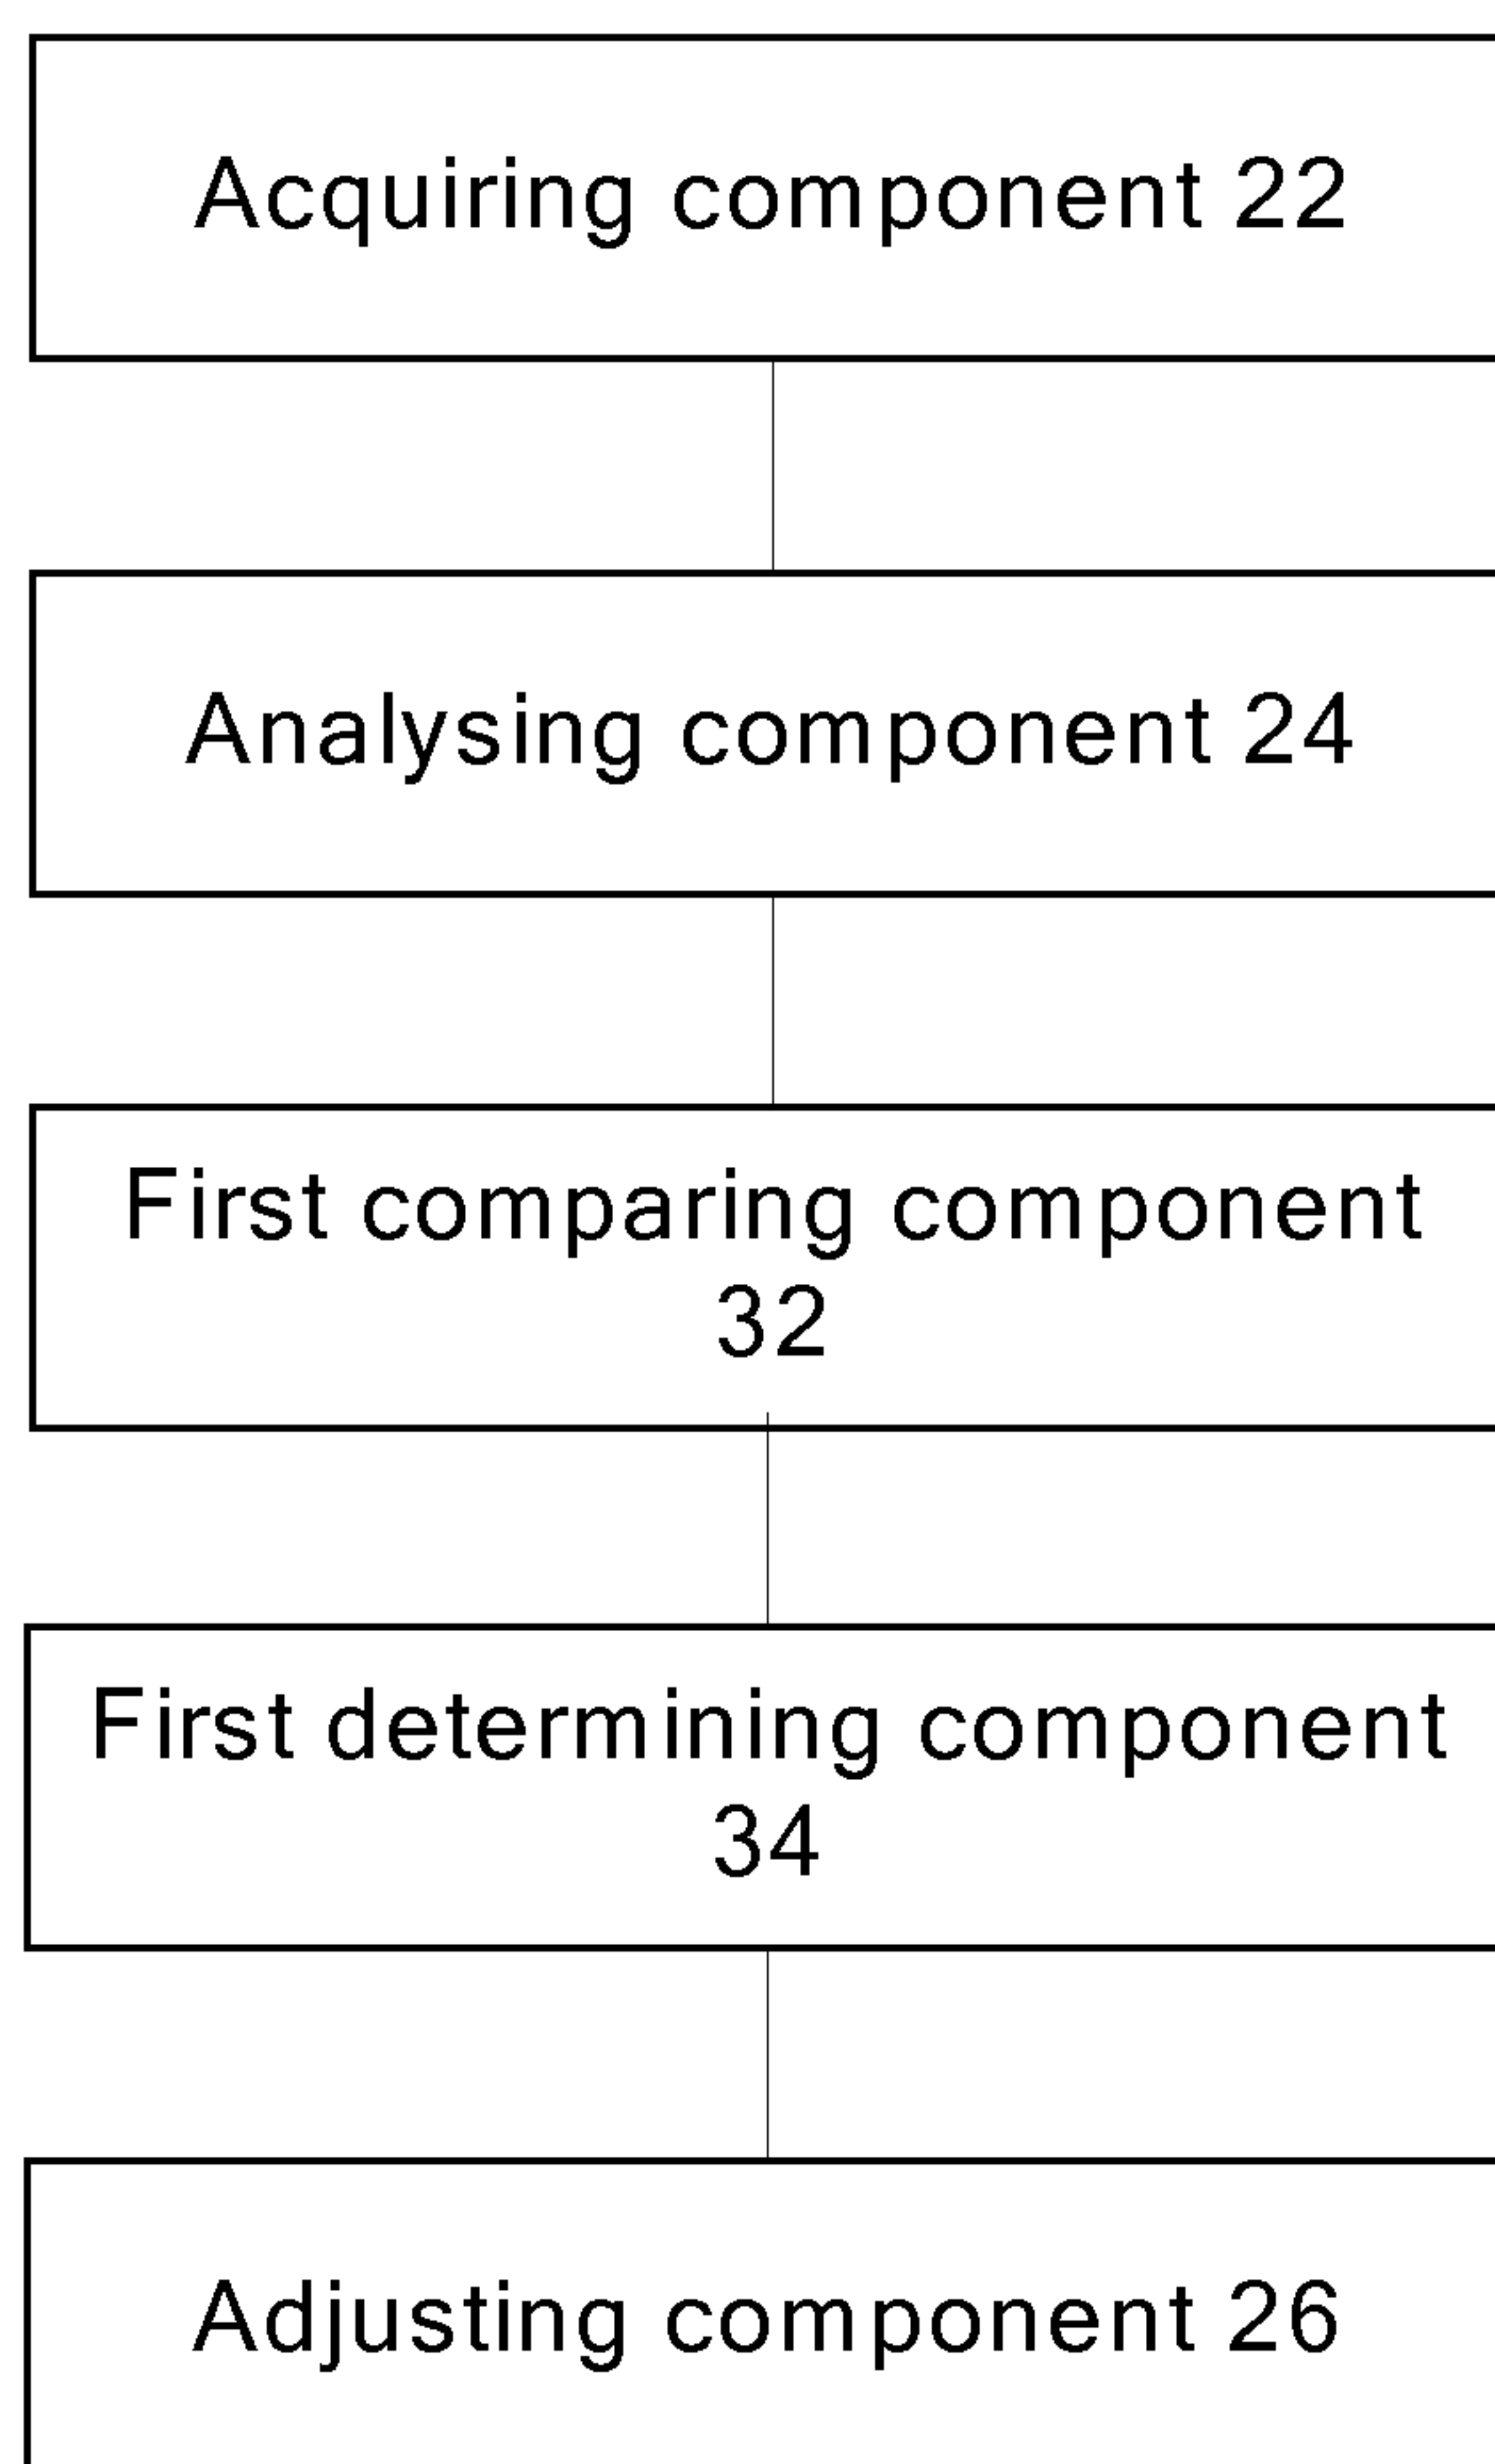 Acquiring component 22
Analysing component 24
First comparing component
32
First determining component
34
Adjusting component 26